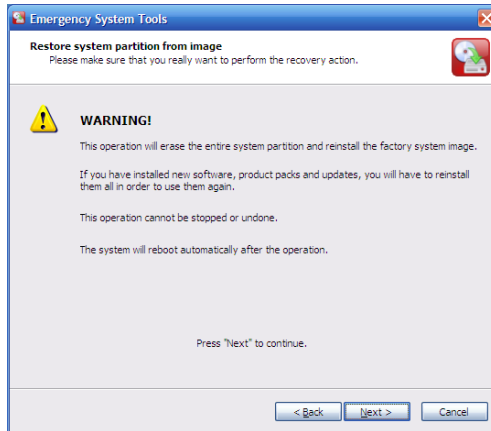 Emergency System Tools
Restore system partition from image
Please make sure that you really want to perform the recovery action.
WARNING!
This operation will erase the entire system partition and reinstall the factory system image.
If you have installed new software, product packs and updates, you will have to reinstall
them all in order to use them again.
This operation cannot be stopped or undone.
The system will reboot automatically after the operation.
Press "Next" to continue.
< Back
Next >
Cancel